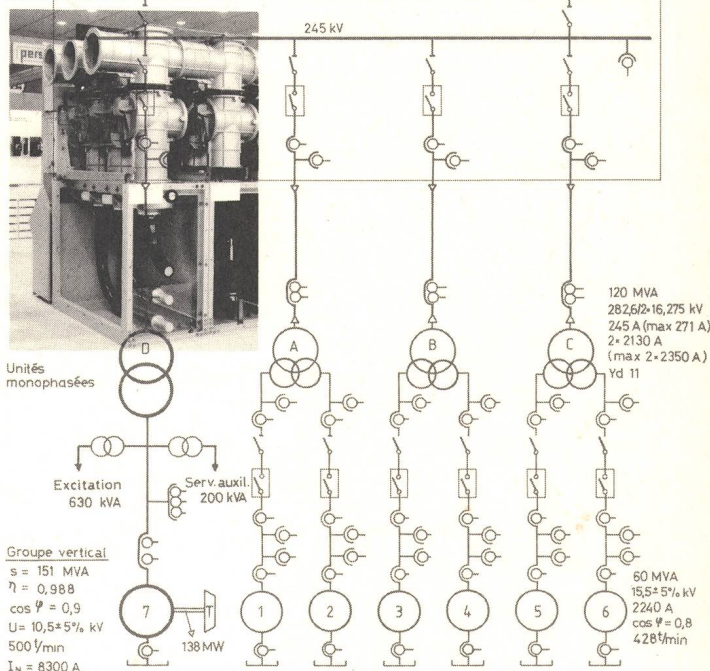 245 kV
pers
D
A
B
C
120 MVA
282,6/2×16,275 kV
245 A (max 271 A)
2× 2130 A
(max 2×2350 A)
Yd 11
Unités
monophasées
Excitation
630 kVA
Serv. auxil.
200 kVA
Groupe vertical
s = 151 MVA
η = 0,988
cos φ = 0,9
U= 10,5±5% kV
500 t/min
I_N = 8300 A
7
T
138 MW
1
2
3
4
5
6
60 MVA
15,5±5% kV
2240 A
cos φ = 0,8
428 t/min